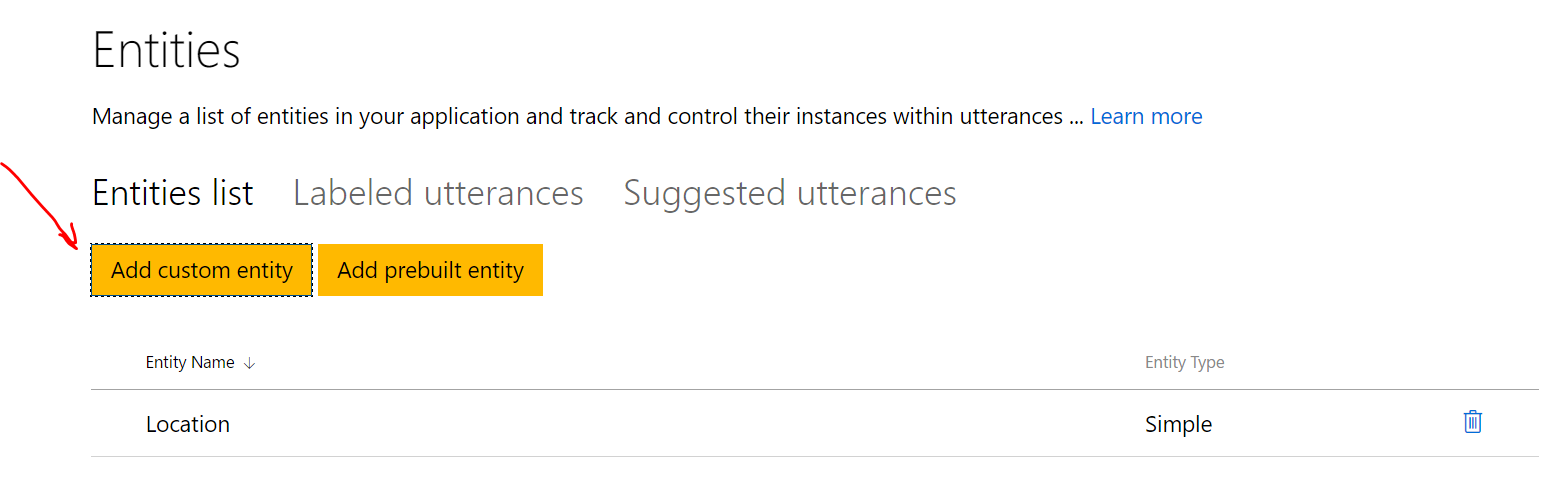 Entities
Manage a list of entities in your application and track and control their instances within utterances ... Learn more
Entities list Labeled utterances Suggested utterances
Add custom entity Add prebuilt entity
Entity Name ↓ Entity Type
Location Simple